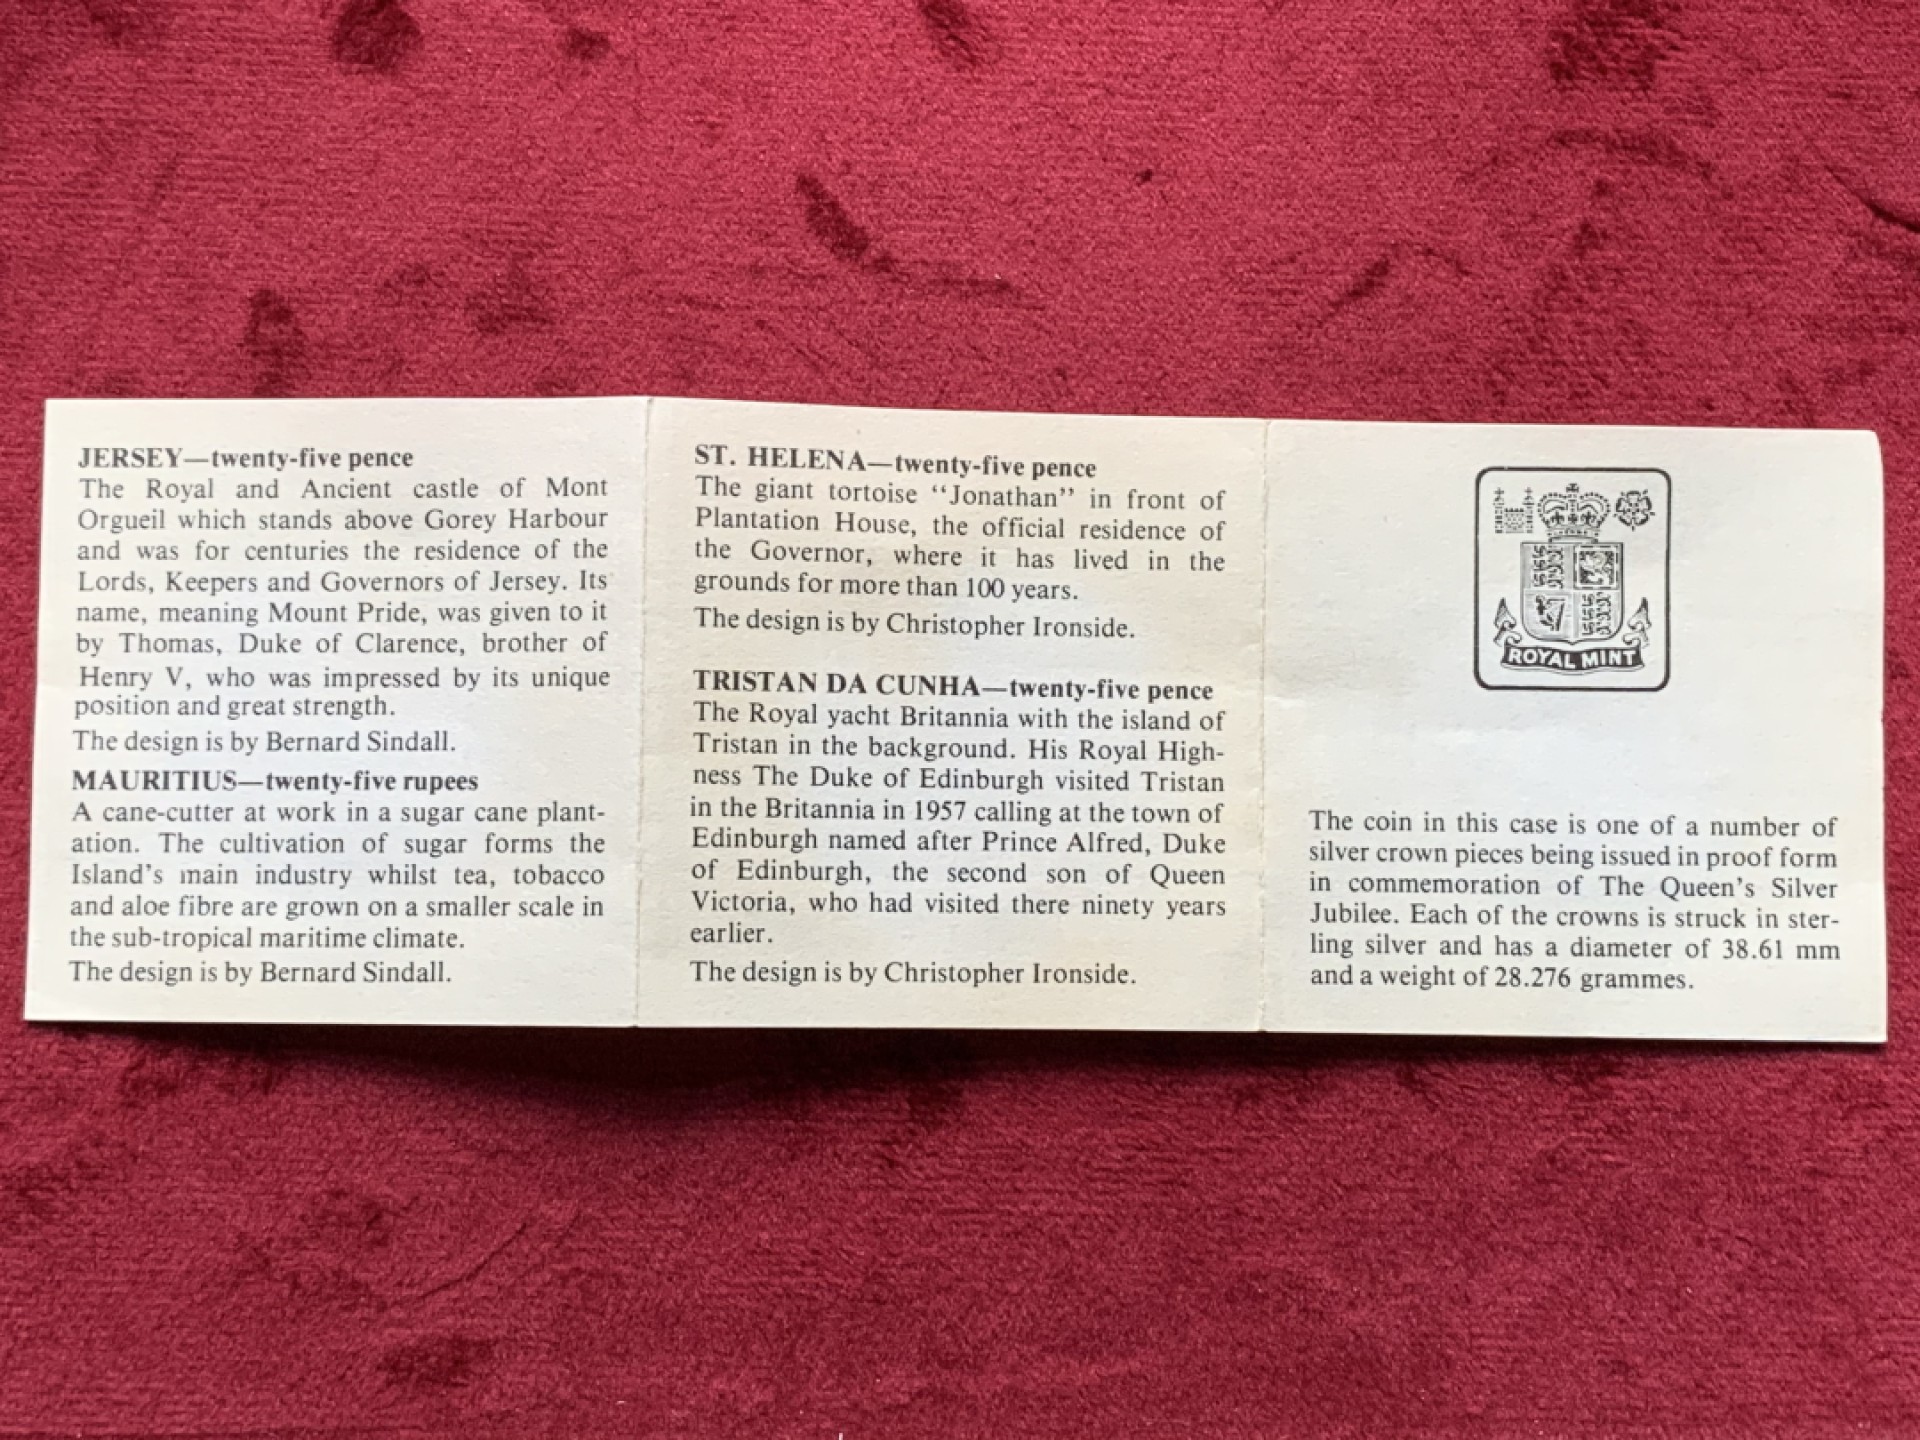 JERSEY—twenty-five pence
The Royal and Ancient castle of Mont
Orgueil which stands above Gorey Harbour
and was for centuries the residence of the
Lords, Keepers and Governors of Jersey. Its
name, meaning Mount Pride, was given to it
by Thomas, Duke of Clarence, brother of
Henry V, who was impressed by its unique
position and great strength.
The design is by Bernard Sindall.
MAURITIUS—twenty-five rupees
A cane-cutter at work in a sugar cane plant-
ation. The cultivation of sugar forms the
Island's main industry whilst tea, tobacco
and aloe fibre are grown on a smaller scale in
the sub-tropical maritime climate.
The design is by Bernard Sindall.
ST. HELENA—twenty-five pence
The giant tortoise “Jonathan” in front of
Plantation House, the official residence of
the Governor, where it has lived in the
grounds for more than 100 years.
The design is by Christopher Ironside.
TRISTAN DA CUNHA—twenty-five pence
The Royal yacht Britannia with the island of
Tristan in the background. His Royal High-
ness The Duke of Edinburgh visited Tristan
in the Britannia in 1957 calling at the town of
Edinburgh named after Prince Alfred, Duke
of Edinburgh, the second son of Queen
Victoria, who had visited there ninety years
earlier.
The design is by Christopher Ironside.
ROYAL MINT
The coin in this case is one of a number of
silver crown pieces being issued in proof form
in commemoration of The Queen's Silver
Jubilee. Each of the crowns is struck in ster-
ling silver and has a diameter of 38.61 mm
and a weight of 28.276 grammes.